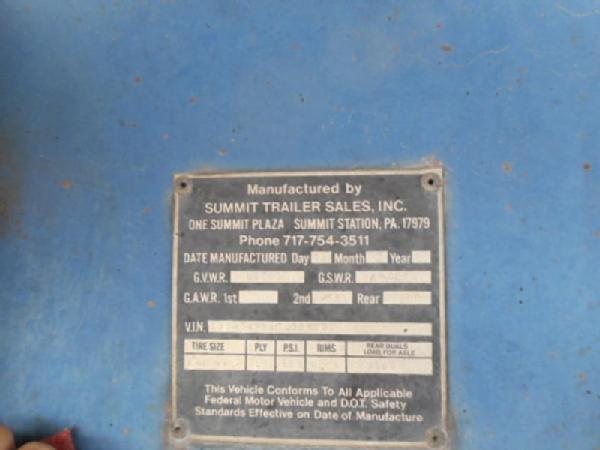 Manufactured by
SUMMIT TRAILER SALES, INC.
ONE SUMMIT PLAZA SUMMIT STATION, PA. 17979
Phone 717-754-3511
DATE MANUFACTURED Day Month Year
G.V.W.R. G.S.W.R.
G.A.W.R. 1st 2nd Rear
V.I.N.
TIRE SIZE PLY P.S.I. RIMS REAR DUALS
LOAD PER AXLE
This Vehicle Conforms To All Applicable
Federal Motor Vehicle and D.O.T. Safety
Standards Effective on Date of Manufacture